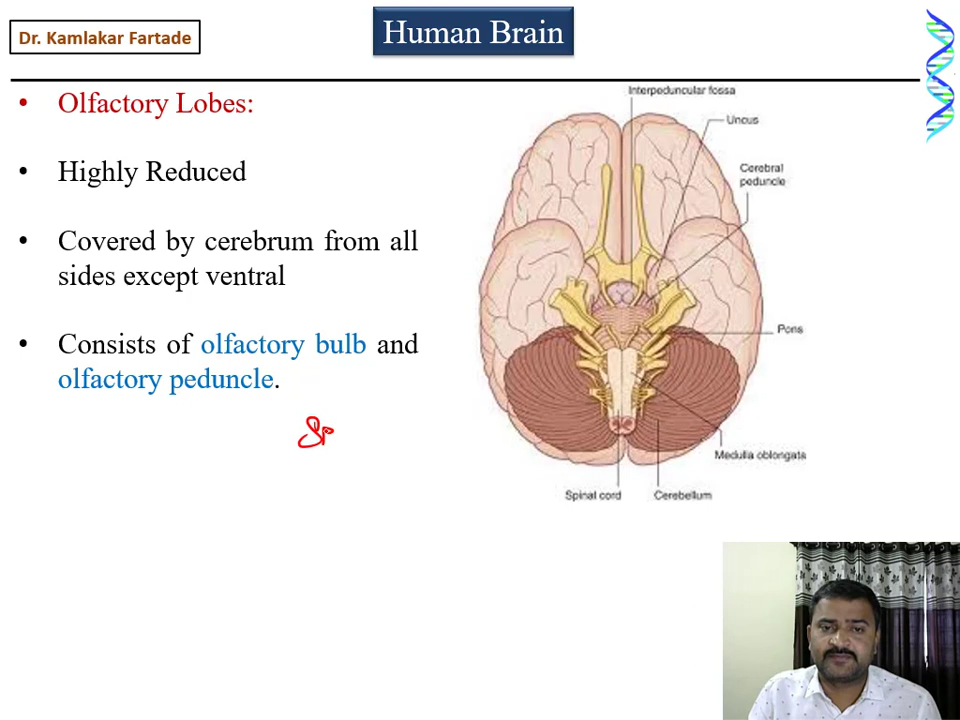 Dr. Kamlakar Fartade
Human Brain
• Olfactory Lobes:
• Highly Reduced
• Covered by cerebrum from all
sides except ventral
• Consists of olfactory bulb and
olfactory peduncle.
Interpeduncular fossa
Uncus
Cerebral
peduncle
Pons
Medulla oblongata
Spinal cord
Cerebellum